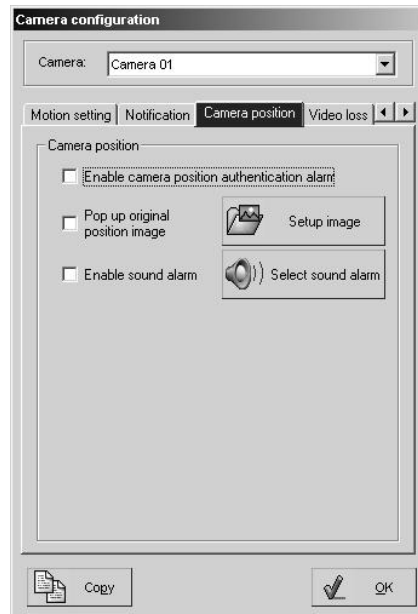 Camera configuration
Camera: Camera 01
Motion setting Notification Camera position Video loss
Camera position
Enable camera position authentication alarm
Pop up original
position image
Setup image
Enable sound alarm Select sound alarm
Copy OK